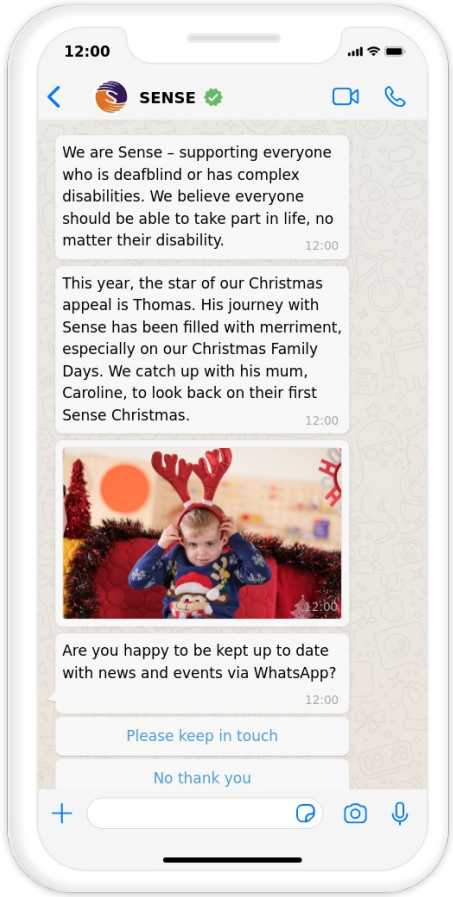 12:00
SENSE
We are Sense – supporting everyone
who is deafblind or has complex
disabilities. We believe everyone
should be able to take part in life, no
matter their disability.
12:00
This year, the star of our Christmas
appeal is Thomas. His journey with
Sense has been filled with merriment,
especially on our Christmas Family
Days. We catch up with his mum,
Caroline, to look back on their first
Sense Christmas.
12:00
12:00
Are you happy to be kept up to date
with news and events via WhatsApp?
12:00
Please keep in touch
No thank you